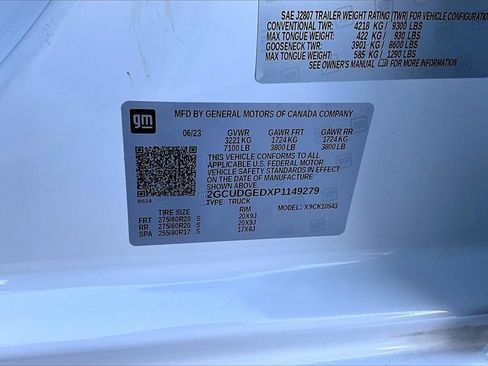 SAE J2807 TRAILER WEIGHT RATING (TWR) FOR VEHICLE CONFIGURATION
CONVENTIONAL TWR: 4218 KG / 9300 LBS
MAX TONGUE WEIGHT: 422 KG / 930 LBS
GOOSENECK TWR: 3901 KG / 8600 LBS
MAX TONGUE WEIGHT: 585 KG / 1290 LBS
SEE OWNER'S MANUAL FOR MORE INFORMATION
gm
MFD BY GENERAL MOTORS OF CANADA COMPANY
06/23 GVWR GAWR FRT GAWR RR
3221 KG 1724 KG 1724 KG
7100 LB 3800 LB 3800 LB
THIS VEHICLE CONFORMS TO ALL
APPLICABLE U.S. FEDERAL MOTOR
VEHICLE SAFETY STANDARDS IN EFFECT
ON THE DATE OF MANUFACTURE
SHOWN ABOVE.
2GCUDGEDXP1149279
TYPE: TRUCK MODEL: X9CK10543
8624
TIRE SIZE RIM
FRT 275/60R20 S 20X9J
RR 275/60R20 S 20X9J
SPA 255/80R17 S 17X8J